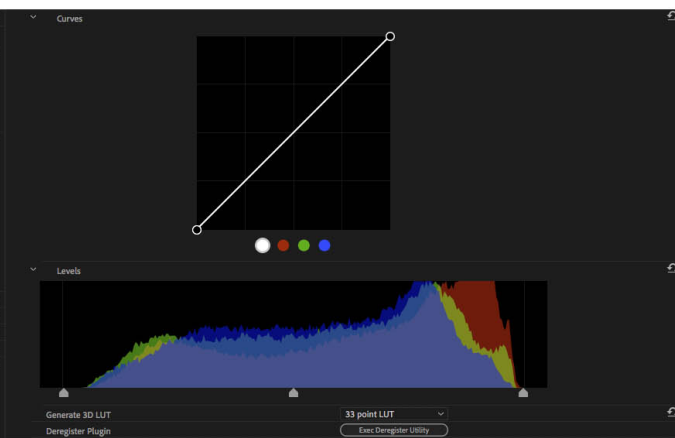 Curves
Levels
Generate 3D LUT 33 point LUT
Deregister Plugin Exec Deregister Utility